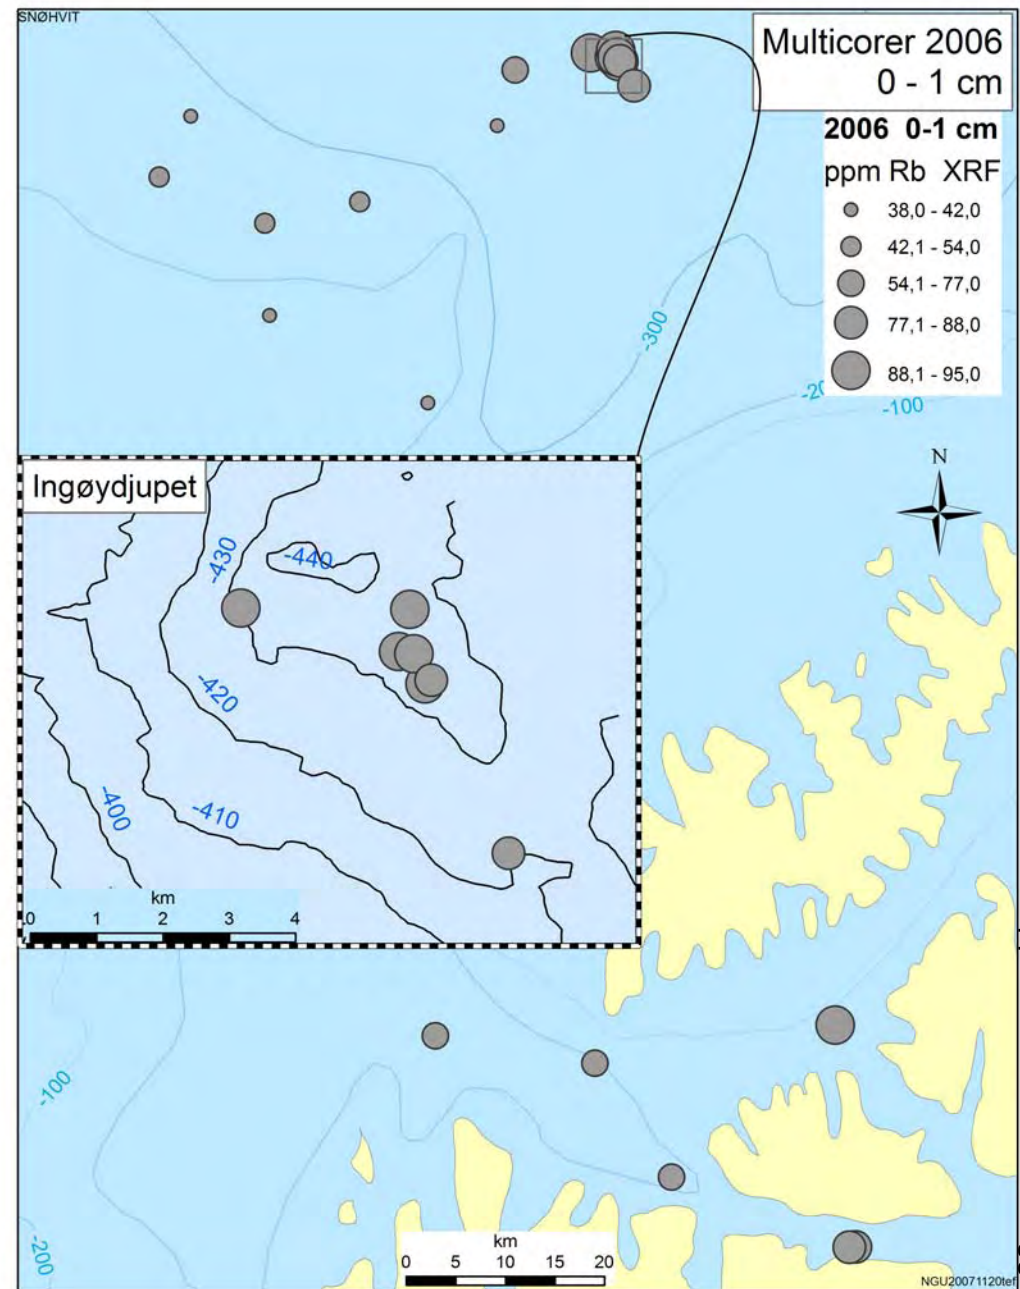 SNØHVIT
Multicorer 2006
0 - 1 cm
2006 0-1 cm
ppm Rb XRF
38,0 - 42,0
42,1 - 54,0
54,1 - 77,0
77,1 - 88,0
88,1 - 95,0
-300
-100
N
Ingøydjupet
-430
-440
-420
-410
-400
km
0 1 2 3 4
-100
-200
km
0 5 10 15 20
NGU20071120tef